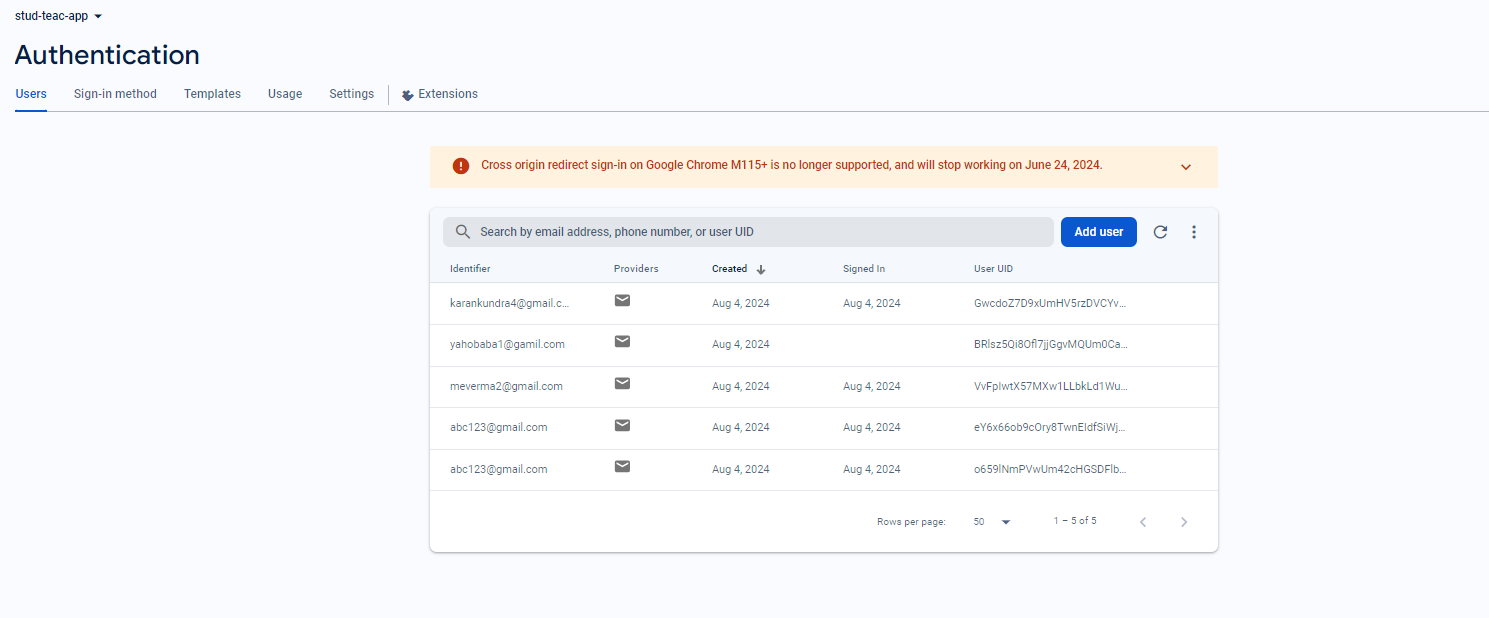 stud-teac-app
Authentication
Users Sign-in method Templates Usage Settings Extensions
Cross origin redirect sign-in on Google Chrome M115+ is no longer supported, and will stop working on June 24, 2024.
Search by email address, phone number, or user UID Add user
Identifier Providers Created Signed In User UID
karankundra4@gmail.c... Aug 4, 2024 Aug 4, 2024 GwcdoZ7D9xUmHV5rzDVCYv...
yahobaba1@gamil.com Aug 4, 2024 BRlsz5Qi8Ofl7jjGgvMQUm0Ca...
meverma2@gmail.com Aug 4, 2024 Aug 4, 2024 VvFpIwtX57MXw1LLbkLd1Wu...
abc123@gmail.com Aug 4, 2024 Aug 4, 2024 eY6x66ob9cOry8TwnEIdfSiWj...
abc123@gmail.com Aug 4, 2024 Aug 4, 2024 o659lNmPVwUm42cHGSDFlb...
Rows per page: 50 1 – 5 of 5